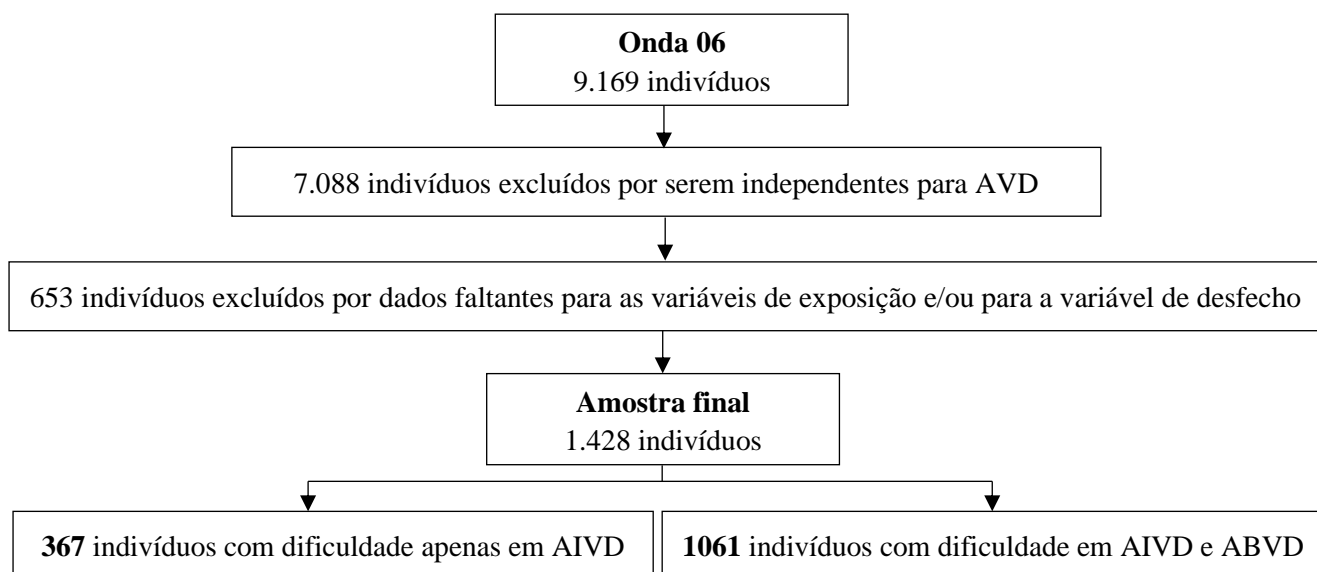 Onda 06
9.169 indivíduos
7.088 indivíduos excluídos por serem independentes para AVD
653 indivíduos excluídos por dados faltantes para as variáveis de exposição e/ou para a variável de desfecho
Amostra final
1.428 indivíduos
367 indivíduos com dificuldade apenas em AIVD
1061 indivíduos com dificuldade em AIVD e ABVD